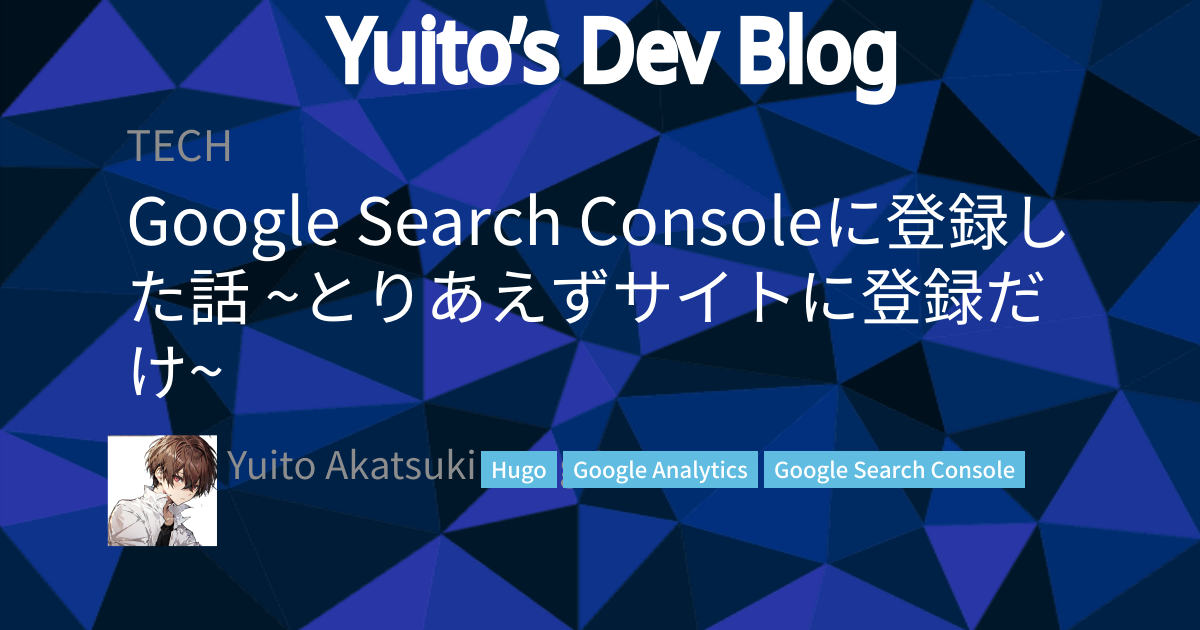 Yuito's Dev Blog
TECH
Google Search Consoleに登録し
た話 ~とりあえずサイトに登録だ
け~
Yuito Akatsuki
Hugo Google Analytics Google Search Console